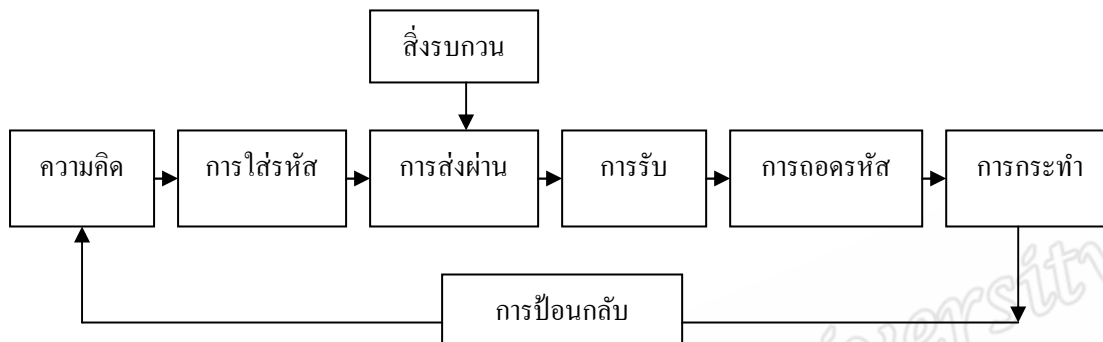 สิ่งรบกวน
ความคิด
การใส่รหัส
การส่งผ่าน
การรับ
การถอดรหัส
การกระทำ
การป้อนกลับ